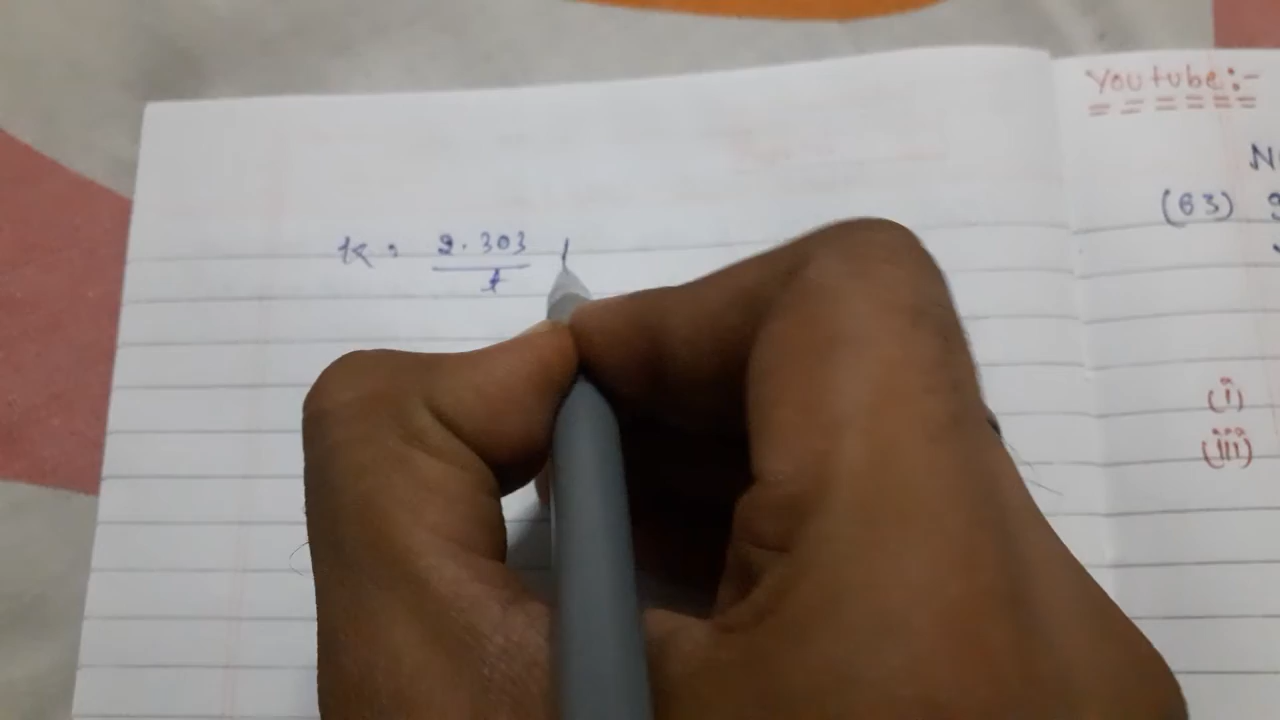 k = 2.303
t
Youtube:-
(63)
(i)
(iii)